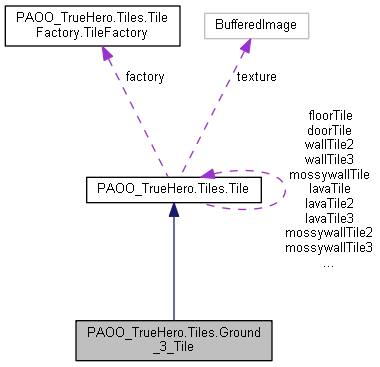 PAOO_TrueHero.Tiles.Tile
Factory.TileFactory
BufferedImage
factory
texture
floorTile
doorTile
wallTile2
wallTile3
mossywallTile
lavaTile
lavaTile2
lavaTile3
mossywallTile2
mossywallTile3
...
PAOO_TrueHero.Tiles.Tile
PAOO_TrueHero.Tiles.Ground
_3_Tile